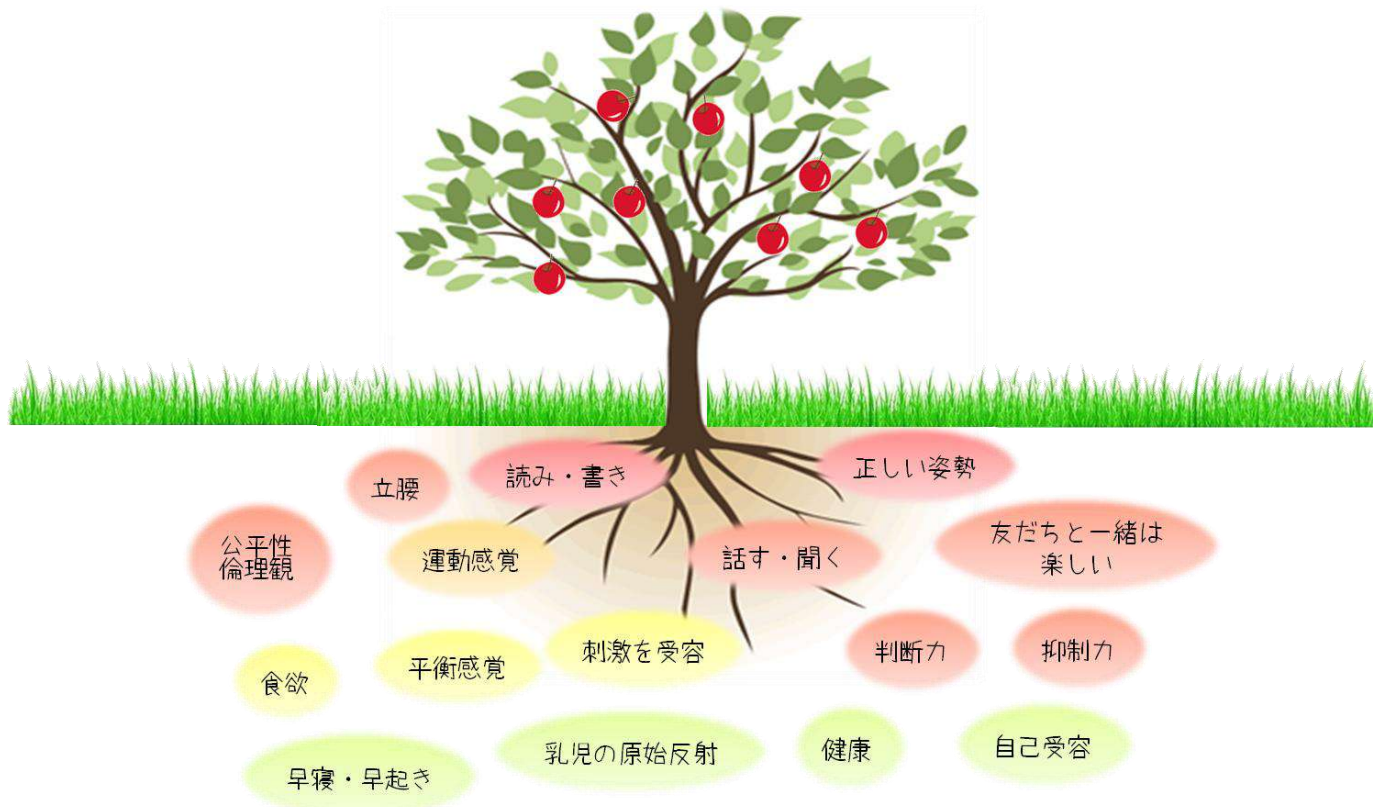 立腰
読み・書き
正しい姿勢
公平性
倫理観
運動感覚
話す・聞く
友だちと一緒は
楽しい
食欲
平衡感覚
刺激を受容
判断力
抑制力
早寝・早起き
乳児の原始反射
健康
自己受容